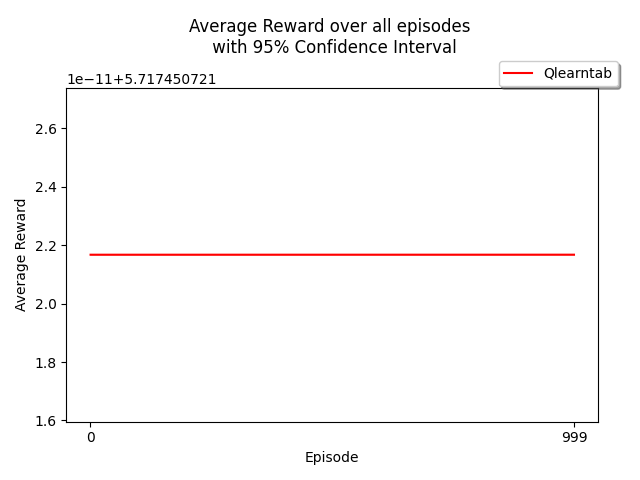 Average Reward over all episodes
with 95% Confidence Interval
1e-11+5.717450721
Qlearntab
2.6
2.4
2.2
2.0
1.8
1.6
Average Reward
0
999
Episode